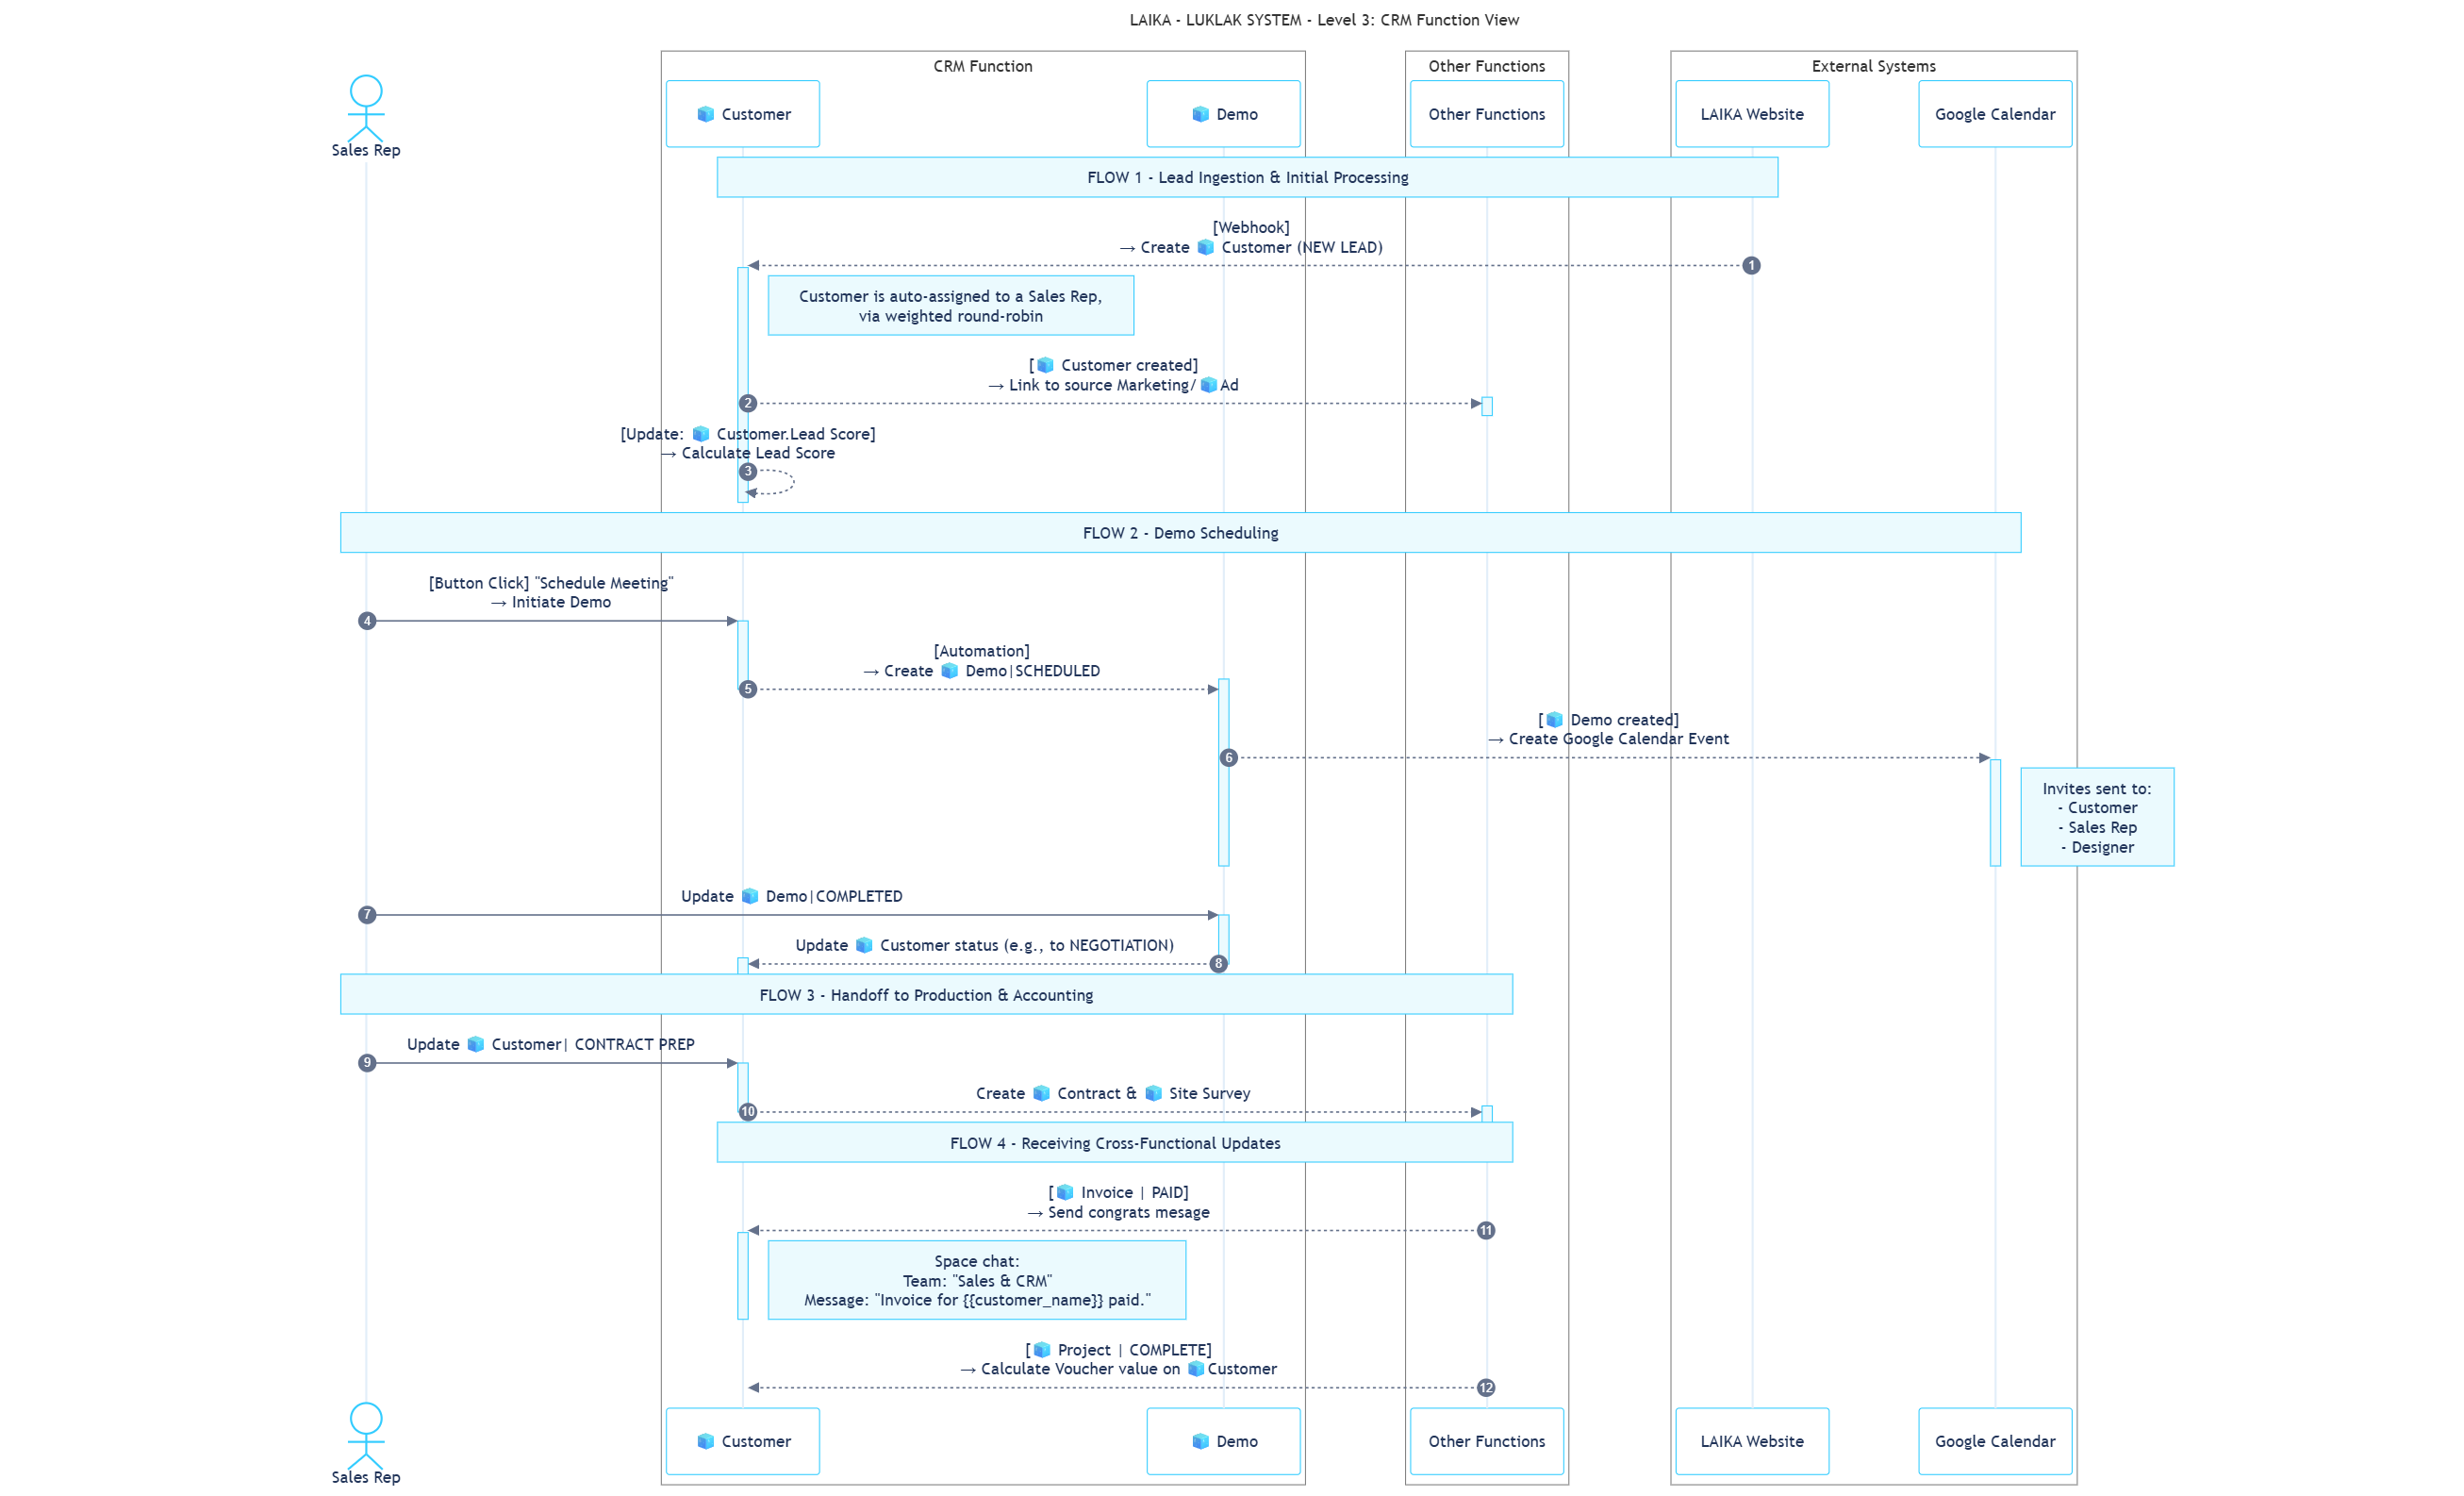 LAIKA - LUKLAK SYSTEM - Level 3: CRM Function View
CRM Function
Other Functions
External Systems
Sales Rep
Customer
Demo
Other Functions
LAIKA Website
Google Calendar
FLOW 1 - Lead Ingestion & Initial Processing
[Webhook]
→ Create Customer (NEW LEAD)
1
Customer is auto-assigned to a Sales Rep,
via weighted round-robin
[ Customer created]
→ Link to source Marketing/ Ad
2
[Update: Customer.Lead Score]
→ Calculate Lead Score
3
FLOW 2 - Demo Scheduling
[Button Click] "Schedule Meeting"
→ Initiate Demo
4
[Automation]
→ Create Demo|SCHEDULED
5
[ Demo created]
→ Create Google Calendar Event
6
Invites sent to:
- Customer
- Sales Rep
- Designer
Update Demo|COMPLETED
7
Update Customer status (e.g., to NEGOTIATION)
8
FLOW 3 - Handoff to Production & Accounting
Update Customer| CONTRACT PREP
9
Create Contract & Site Survey
10
FLOW 4 - Receiving Cross-Functional Updates
[ Invoice | PAID]
→ Send congrats mesage
11
Space chat:
Team: "Sales & CRM"
Message: "Invoice for {{customer_name}} paid."
[ Project | COMPLETE]
→ Calculate Voucher value on Customer
12
Sales Rep
Customer
Demo
Other Functions
LAIKA Website
Google Calendar